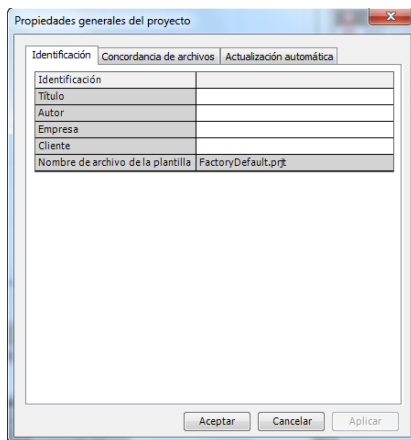 Propiedades generales del proyecto
Identificación Concordancia de archivos Actualización automática
Identificación
Título
Autor
Empresa
Cliente
Nombre de archivo de la plantilla FactoryDefault.prjt
Aceptar Cancelar Aplicar